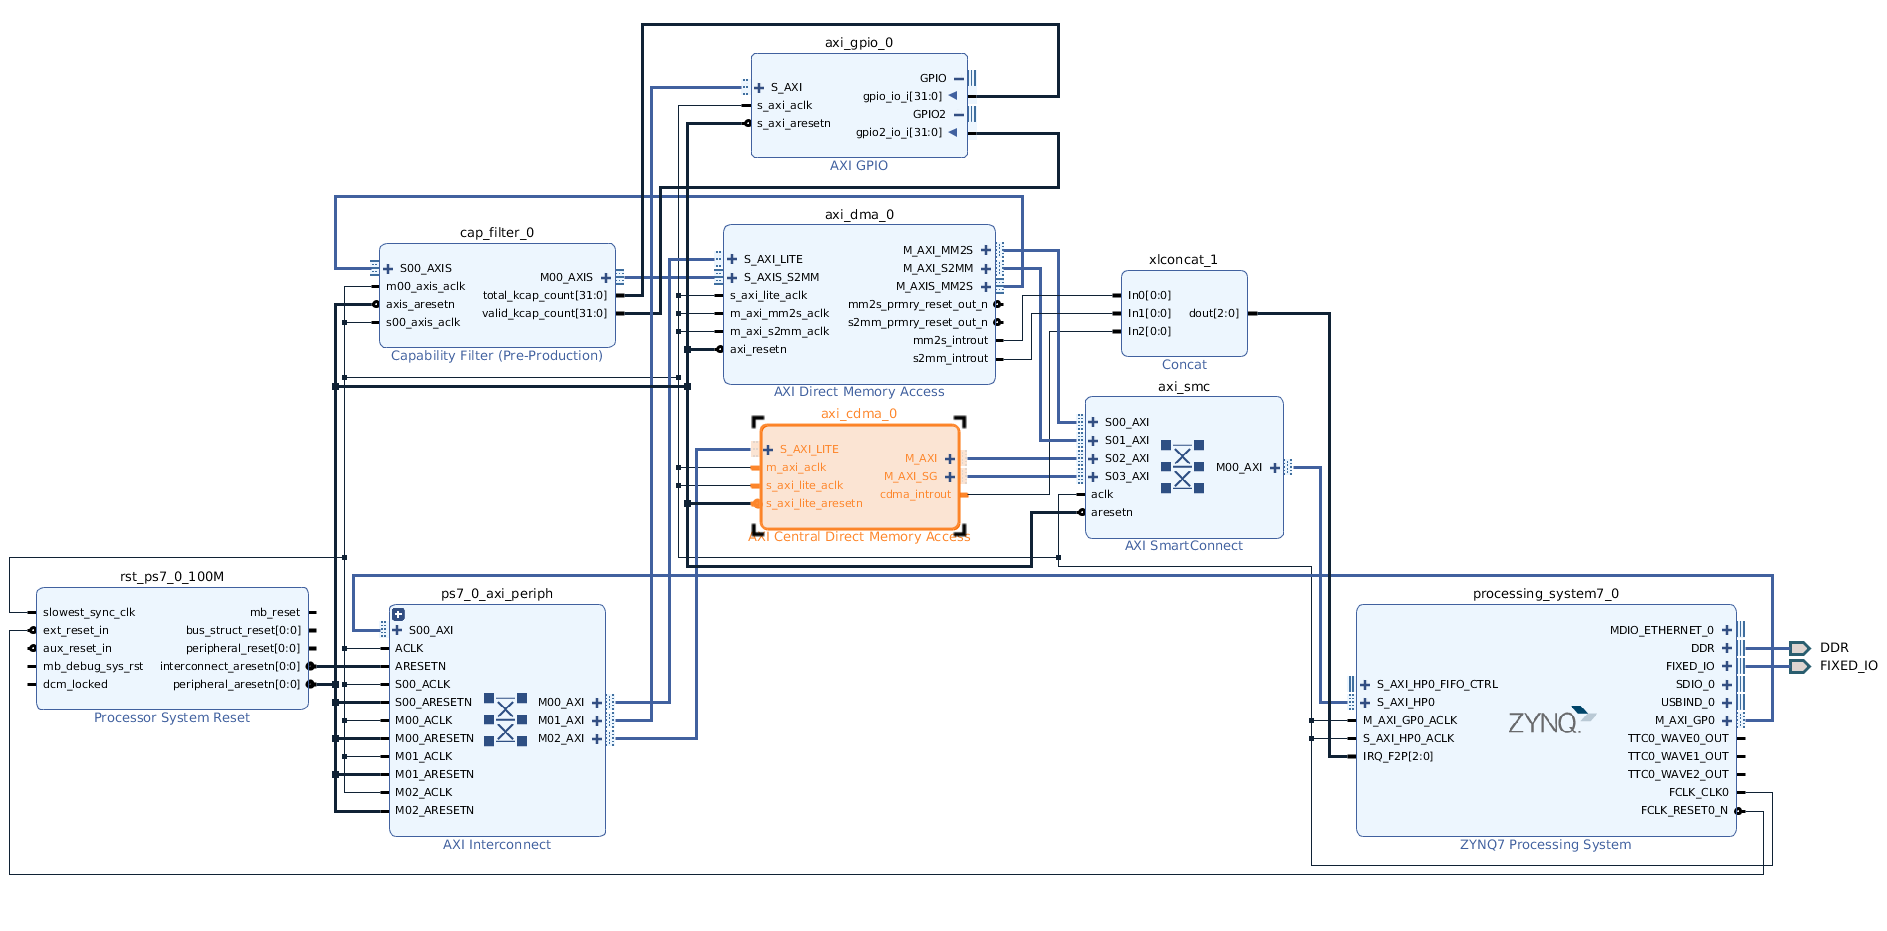 axi_gpio_0
S_AXI
s_axi_aclk
s_axi_aresetn
GPIO
gpio_io_i[31:0]
GPIO2
gpio2_io_i[31:0]
AXI GPIO
cap_filter_0
S00_AXIS
m00_axis_aclk
axis_aresetn
s00_axis_aclk
M00_AXIS
total_kcap_count[31:0]
valid_kcap_count[31:0]
Capability Filter (Pre-Production)
axi_dma_0
S_AXI_LITE
S_AXIS_S2MM
s_axi_lite_aclk
m_axi_mm2s_aclk
m_axi_s2mm_aclk
axi_resetn
M_AXI_MM2S
M_AXI_S2MM
M_AXIS_MM2S
mm2s_prmry_reset_out_n
s2mm_prmry_reset_out_n
mm2s_introut
s2mm_introut
AXI Direct Memory Access
xlconcat_1
In0[0:0]
In1[0:0]
In2[0:0]
dout[2:0]
Concat
axi_cdma_0
S_AXI_LITE
m_axi_aclk
s_axi_lite_aclk
s_axi_lite_aresetn
M_AXI
M_AXI_SG
cdma_introut
AXI Central Direct Memory Access
axi_smc
S00_AXI
S01_AXI
S02_AXI
S03_AXI
aclk
aresetn
M00_AXI
AXI SmartConnect
rst_ps7_0_100M
slowest_sync_clk
ext_reset_in
aux_reset_in
mb_debug_sys_rst
dcm_locked
mb_reset
bus_struct_reset[0:0]
peripheral_reset[0:0]
interconnect_aresetn[0:0]
peripheral_aresetn[0:0]
Processor System Reset
ps7_0_axi_periph
S00_AXI
ACLK
ARESETN
S00_ACLK
S00_ARESETN
M00_ACLK
M00_ARESETN
M01_ACLK
M01_ARESETN
M02_ACLK
M02_ARESETN
M00_AXI
M01_AXI
M02_AXI
AXI Interconnect
processing_system7_0
S_AXI_HP0_FIFO_CTRL
S_AXI_HP0
M_AXI_GP0_ACLK
S_AXI_HP0_ACLK
IRQ_F2P[2:0]
ZYNQ.
MDIO_ETHERNET_0
DDR
FIXED_IO
SDIO_0
USBIND_0
M_AXI_GP0
TTC0_WAVE0_OUT
TTC0_WAVE1_OUT
TTC0_WAVE2_OUT
FCLK_CLK0
FCLK_RESET0_N
ZYNQ7 Processing System
DDR
FIXED_IO